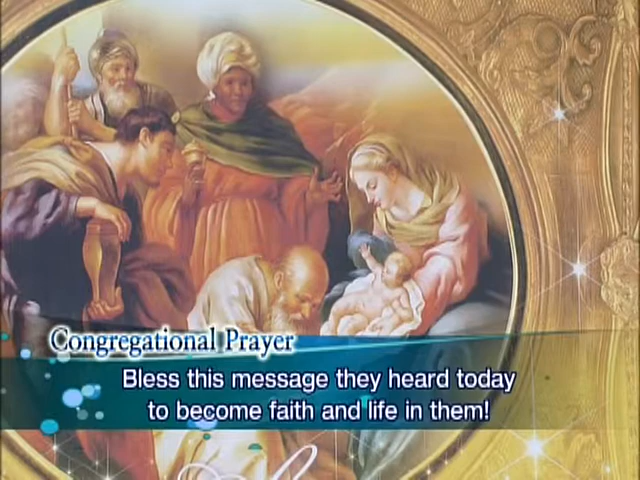 Congregational Prayer
Bless this message they heard today
to become faith and life in them!